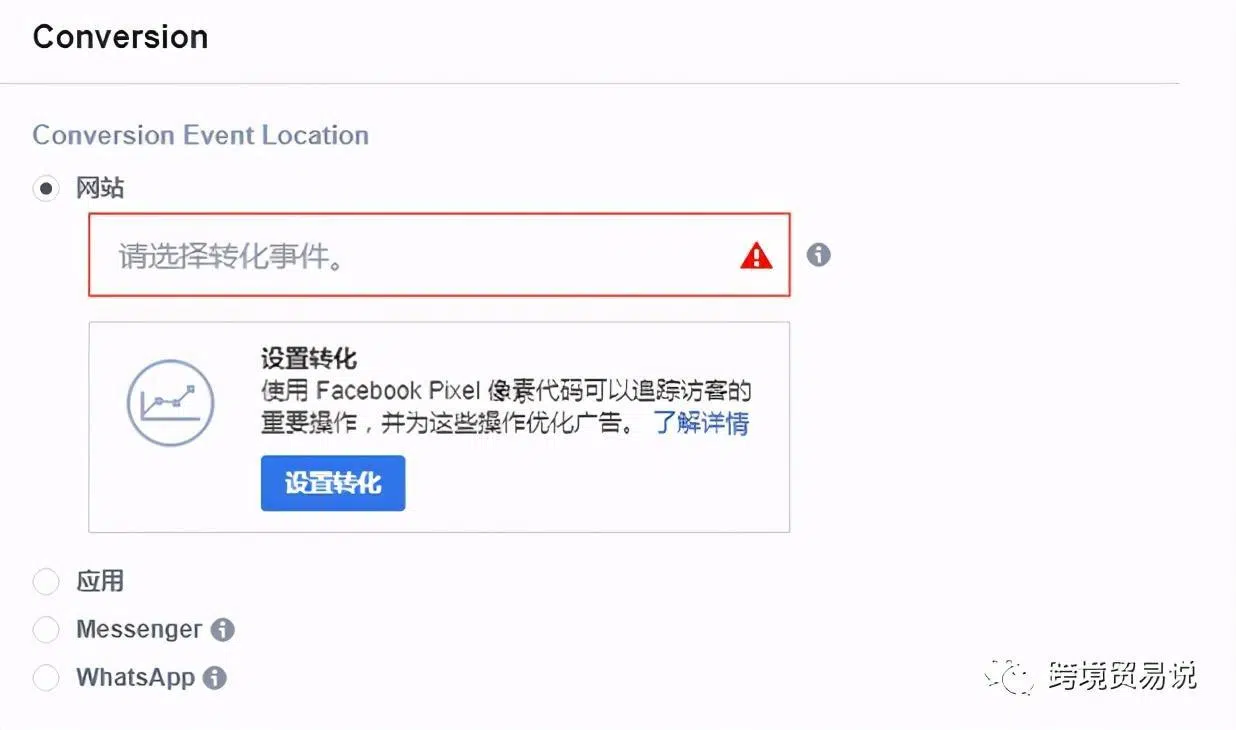 Conversion
Conversion Event Location
网站
请选择转化事件。
设置转化
使用 Facebook Pixel 像素代码可以追踪访客的
重要操作，并为这些操作优化广告。 了解详情
设置转化
应用
Messenger
WhatsApp
跨境贸易说